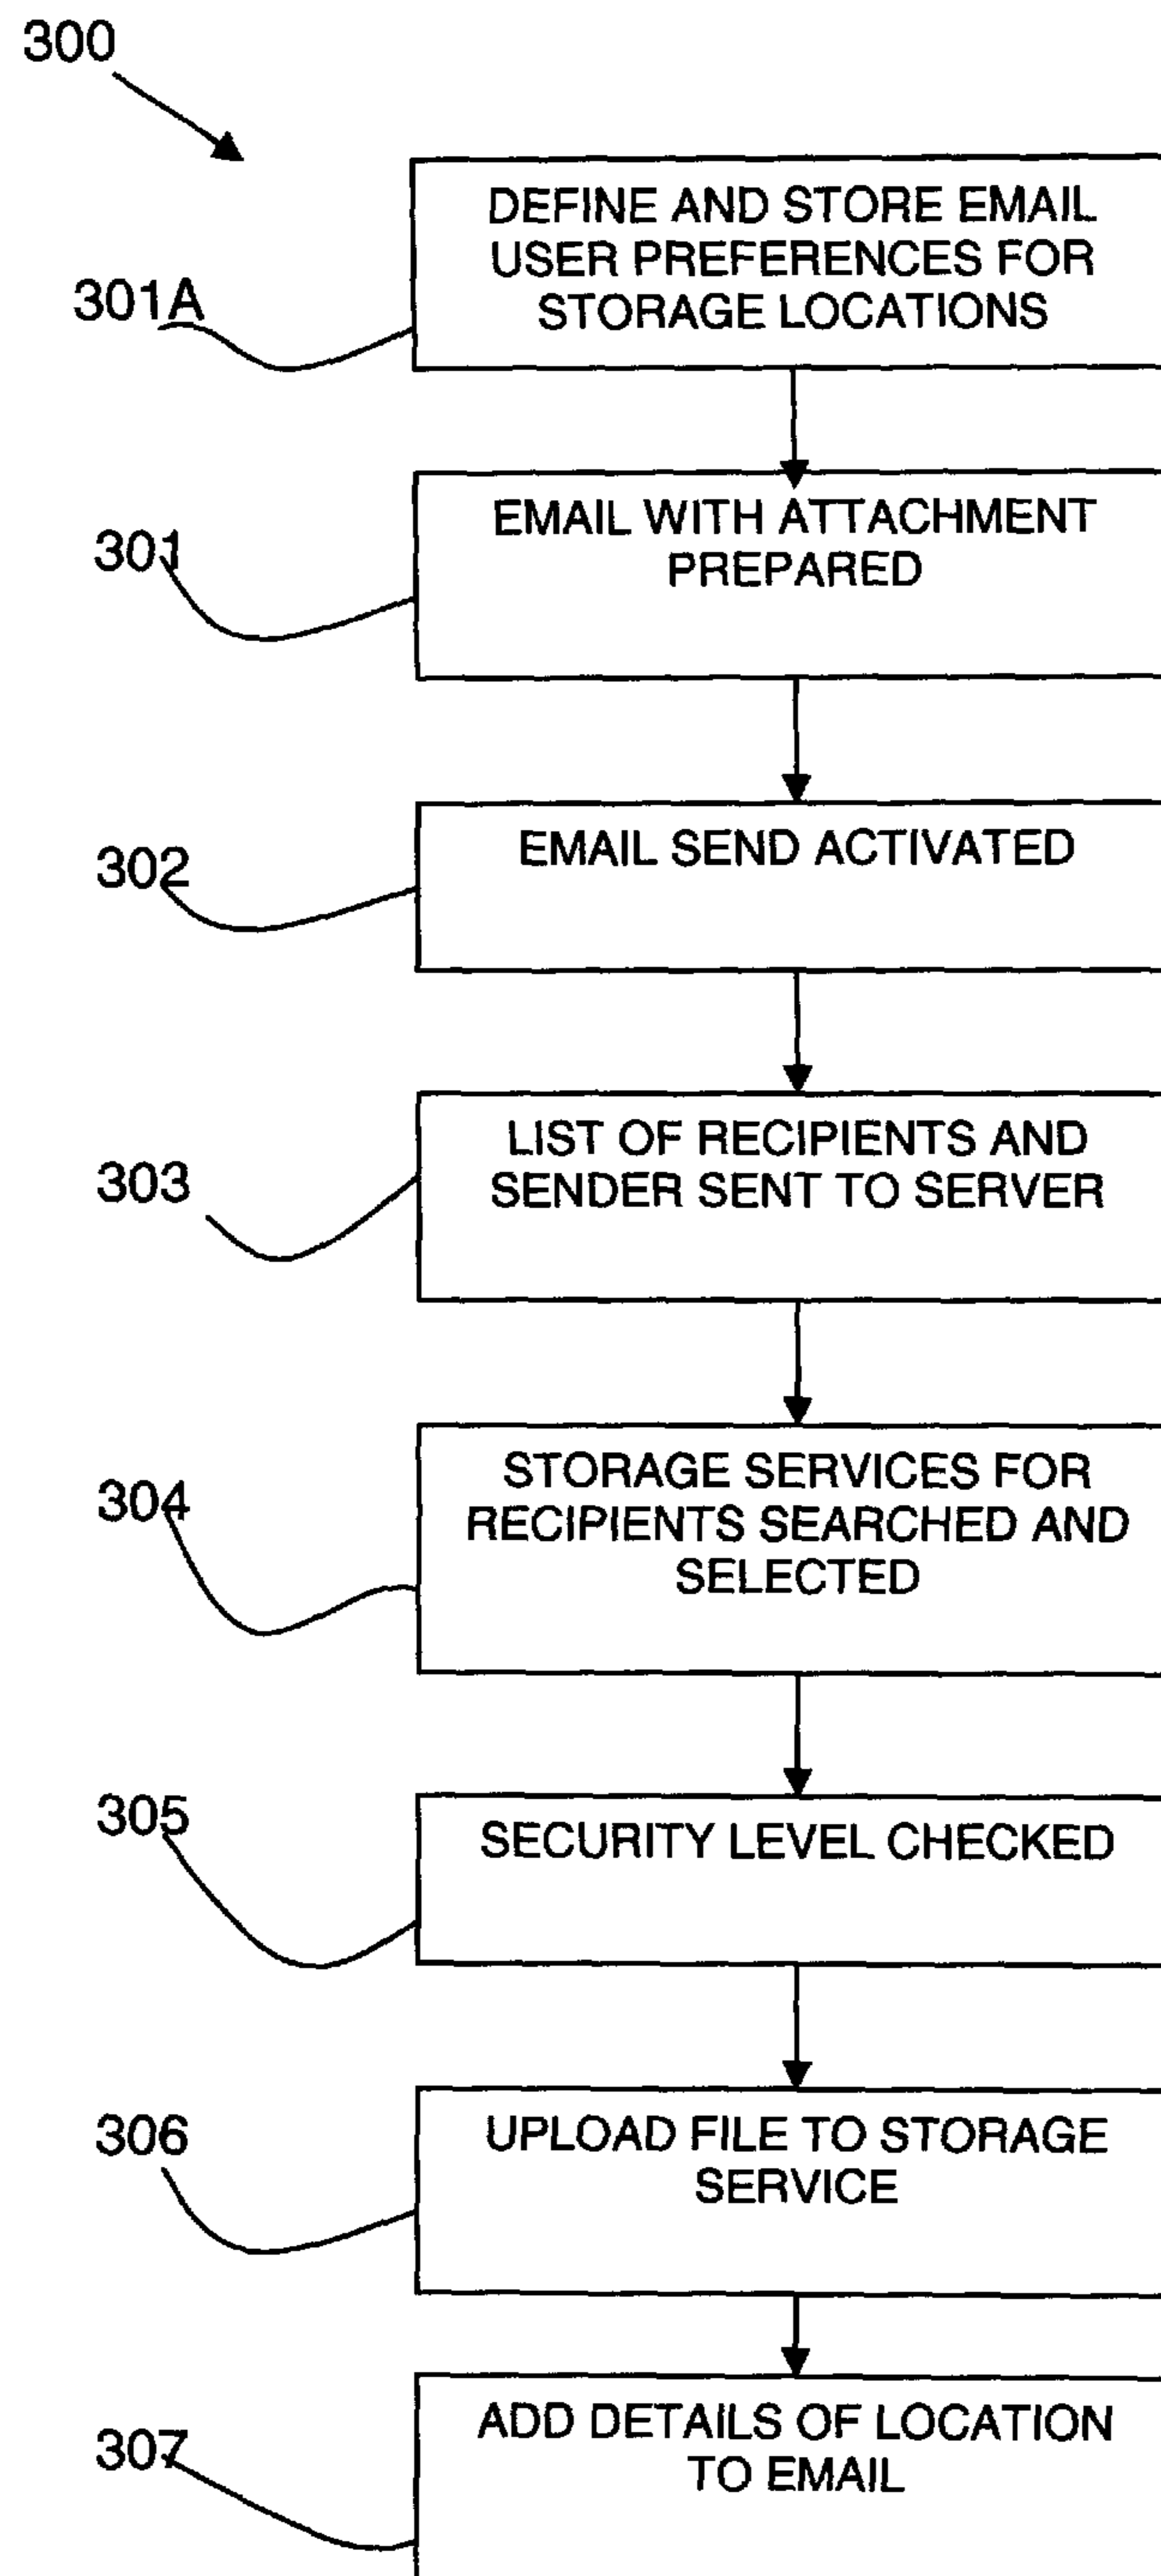 300
DEFINE AND STORE EMAIL
USER PREFERENCES FOR
STORAGE LOCATIONS
301A
EMAIL WITH ATTACHMENT
PREPARED
301
EMAIL SEND ACTIVATED
302
LIST OF RECIPIENTS AND
SENDER SENT TO SERVER
303
STORAGE SERVICES FOR
RECIPIENTS SEARCHED AND
SELECTED
304
SECURITY LEVEL CHECKED
305
UPLOAD FILE TO STORAGE
SERVICE
306
ADD DETAILS OF LOCATION
TO EMAIL
307